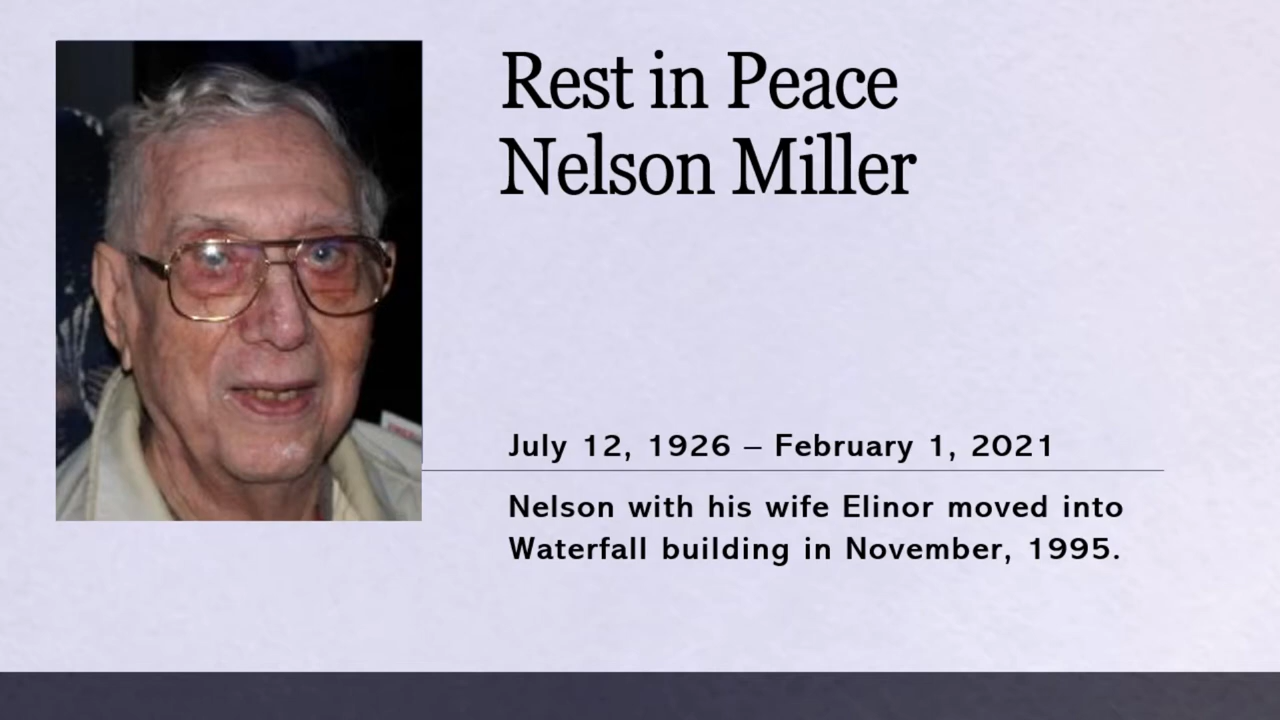 Rest in Peace
Nelson Miller
July 12, 1926 – February 1, 2021
Nelson with his wife Elinor moved into
Waterfall building in November, 1995.